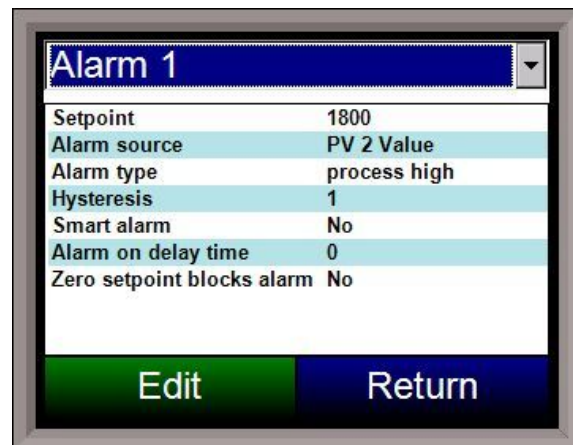 Alarm 1
Setpoint 1800
Alarm source PV 2 Value
Alarm type process high
Hysteresis 1
Smart alarm No
Alarm on delay time 0
Zero setpoint blocks alarm No
Edit Return